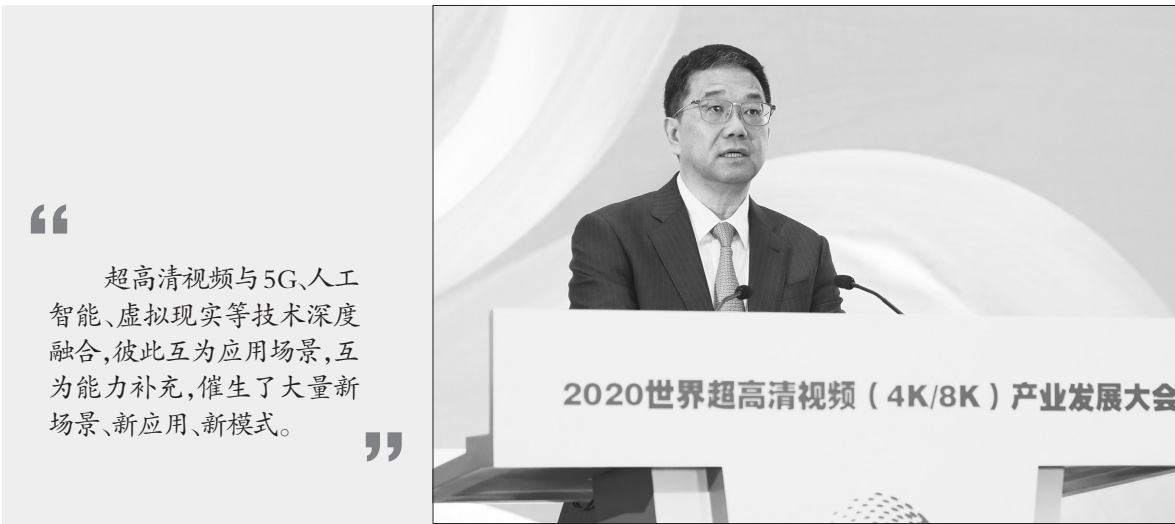 “
超高清视频与5G、人工
智能、虚拟现实等技术深度
融合,彼此互为应用场景,互
为能力补充,催生了大量新
场景、新应用、新模式。
”
2020世界超高清视频（4K/8K）产业发展大会